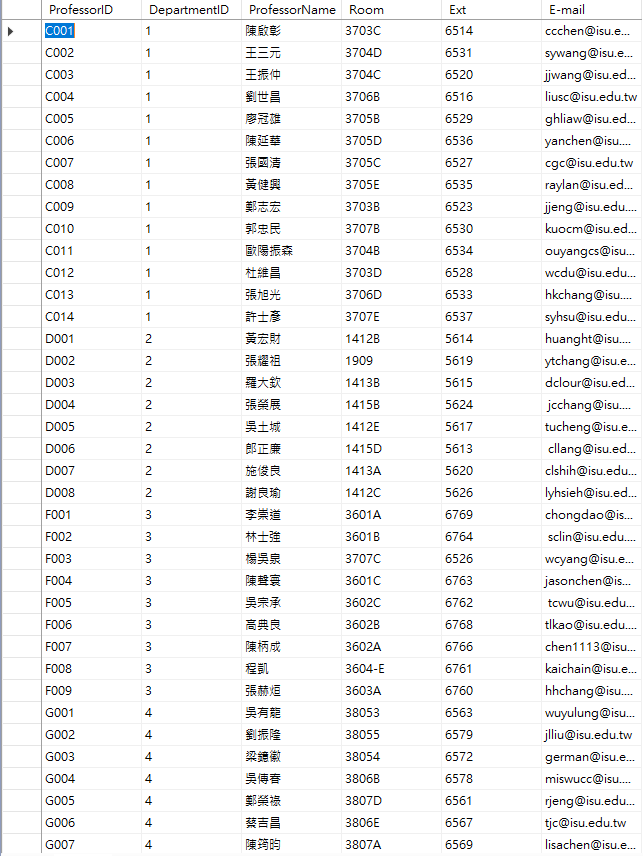 ProfessorID DepartmentID ProfessorName Room Ext E-mail
C001 1 陳啟彰 3703C 6514 ccchen@isu.e...
C002 1 王三元 3704D 6531 sywang@isu.e...
C003 1 王振仲 3704C 6520 jjwang@isu.ed...
C004 1 劉世昌 3706B 6516 liusc@isu.edu.tw
C005 1 廖冠雄 3705B 6529 ghliaw@isu.ed...
C006 1 陳延華 3705D 6536 yanchen@isu....
C007 1 張國清 3705C 6527 cgc@isu.edu.tw
C008 1 黃健興 3705E 6535 raylan@isu.ed...
C009 1 鄭志宏 3703B 6523 jjeng@isu.edu....
C010 1 郭忠民 3707B 6530 kuocm@isu.ed...
C011 1 歐陽振森 3704B 6534 ouyangcs@isu...
C012 1 杜維昌 3703D 6528 wcdu@isu.edu...
C013 1 張旭光 3706D 6533 hkchang@isu....
C014 1 許士彥 3707E 6537 syhsu@isu.edu...
D001 2 黃宏財 1412B 5614 huanght@isu....
D002 2 張耀祖 1909 5619 ytchang@isu.e...
D003 2 羅大欽 1413B 5615 dclour@isu.ed...
D004 2 張榮展 1415B 5624 jcchang@isu....
D005 2 吳土城 1412E 5617 tucheng@isu.e...
D006 2 郎正廉 1415D 5613 cllang@isu.ed...
D007 2 施俊良 1413A 5620 clshih@isu.edu...
D008 2 謝良瑜 1412C 5626 lyhsieh@isu.ed...
F001 3 李崇道 3601A 6769 chongdao@is...
F002 3 林士強 3601B 6764 sclin@isu.edu....
F003 3 楊吳泉 3707C 6526 wcyang@isu.e...
F004 3 陳聲寰 3601C 6763 jasonchen@is...
F005 3 吳宗承 3602C 6762 tcwu@isu.edu...
F006 3 高典良 3602B 6768 tlkao@isu.edu....
F007 3 陳柄成 3602A 6766 chen1113@isu...
F008 3 程凱 3604-E 6761 kaichain@isu.e...
F009 3 張赫烜 3603A 6760 hhchang@isu....
G001 4 吳有龍 38053 6563 wuyulung@isu...
G002 4 劉振隆 38055 6579 jlliu@isu.edu.tw
G003 4 梁鐿徽 38054 6572 german@isu.e...
G004 4 吳傳春 3806B 6578 miswucc@isu....
G005 4 鄭榮祿 3807D 6561 rjeng@isu.edu....
G006 4 蔡吉昌 3806E 6567 tjc@isu.edu.tw
G007 4 陳筠昀 3807A 6569 lisachen@isu.e...